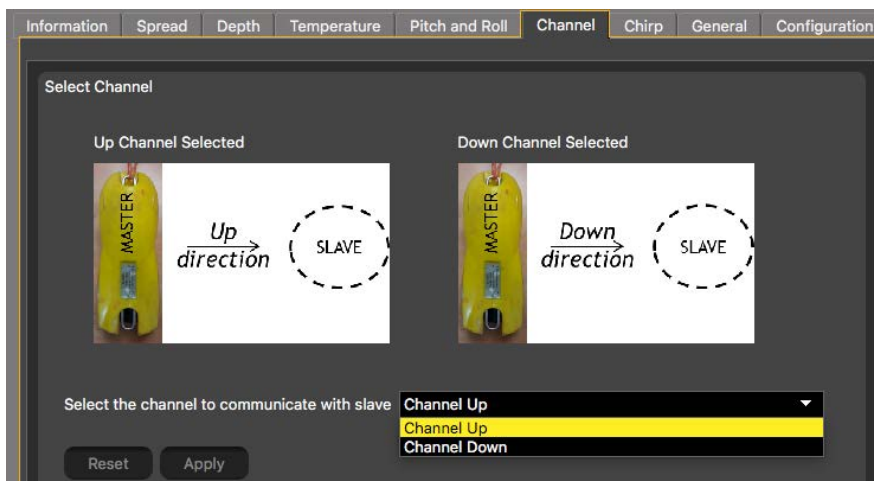 Information Spread Depth Temperature Pitch and Roll Channel Chirp General Configuration
Select Channel
Up Channel Selected
MASTER
Up
direction
SLAVE
Down Channel Selected
MASTER
Down
direction
SLAVE
Select the channel to communicate with slave Channel Up
Channel Up
Channel Down
Reset Apply